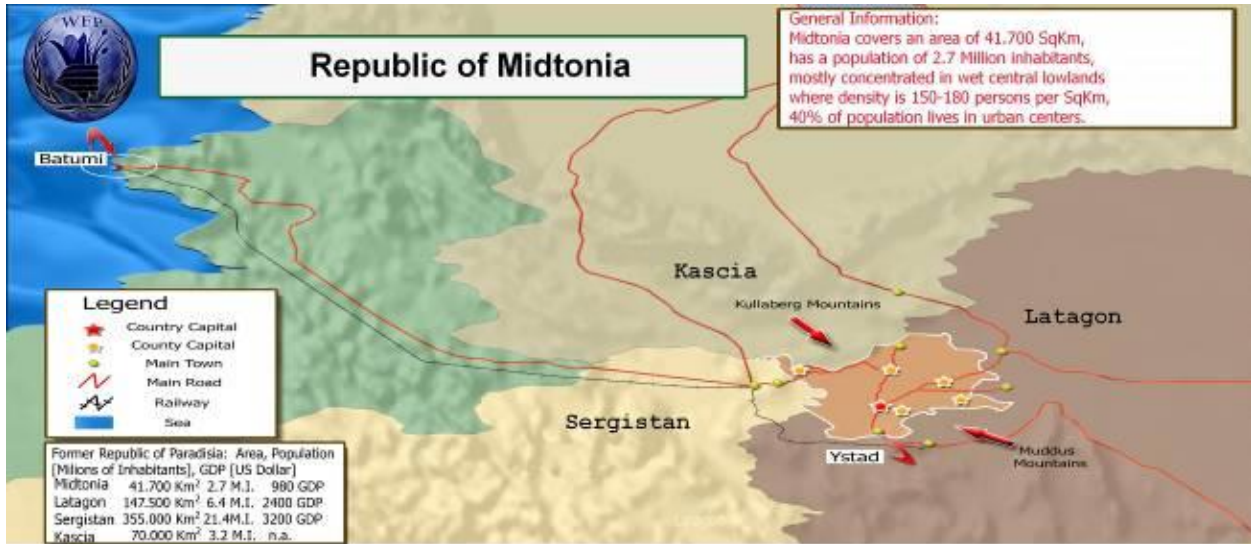 WFP
Republic of Midtonia
General Information:
Midtonia covers an area of 41.700 SqKm,
has a population of 2.7 Million inhabitants,
mostly concentrated in wet central lowlands
where density is 150-180 persons per SqKm,
40% of population lives in urban centers.
Batumi
Kascia
Kullaberg Mountains
Latagon
Sergistan
Ystad
Muddus
Mountains
Legend
Country Capital
County Capital
Main Town
Main Road
Railway
Sea
Former Republic of Paradisia: Area, Population
[Milions of Inhabitants], GDP [US Dollar]
Midtonia 41.700 Km² 2.7 M.I. 980 GDP
Latagon 147.500 Km² 6.4 M.I. 2400 GDP
Sergistan 355.000 Km² 21.4M.I. 3200 GDP
Kascia 70.000 Km² 3.2 M.I. n.a.